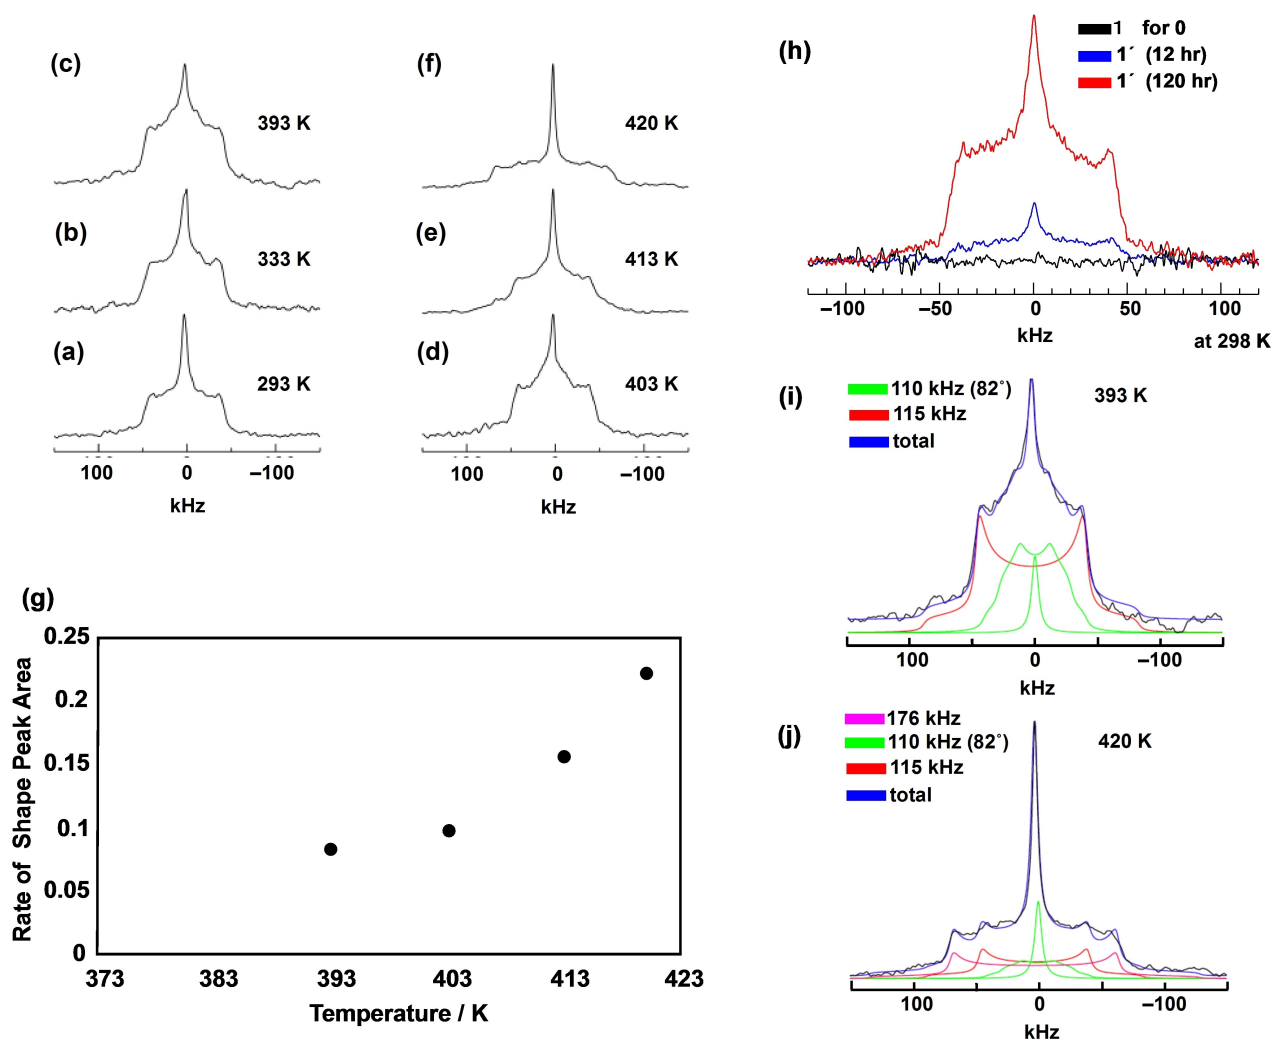 (c)
393 K
(b)
333 K
(a)
293 K
100 0 −100
kHz
(f)
420 K
(e)
413 K
(d)
403 K
100 0 −100
kHz
(g)
Rate of Shape Peak Area
0.25
0.2
0.15
0.1
0.05
0
373 383 393 403 413 423
Temperature / K
(h)
1 for 0
1´ (12 hr)
1´ (120 hr)
−100 −50 0 50 100
kHz
at 298 K
(i)
110 kHz (82˚)
115 kHz
total
393 K
100 0 −100
kHz
(j)
176 kHz
110 kHz (82˚)
115 kHz
total
420 K
100 0 −100
kHz